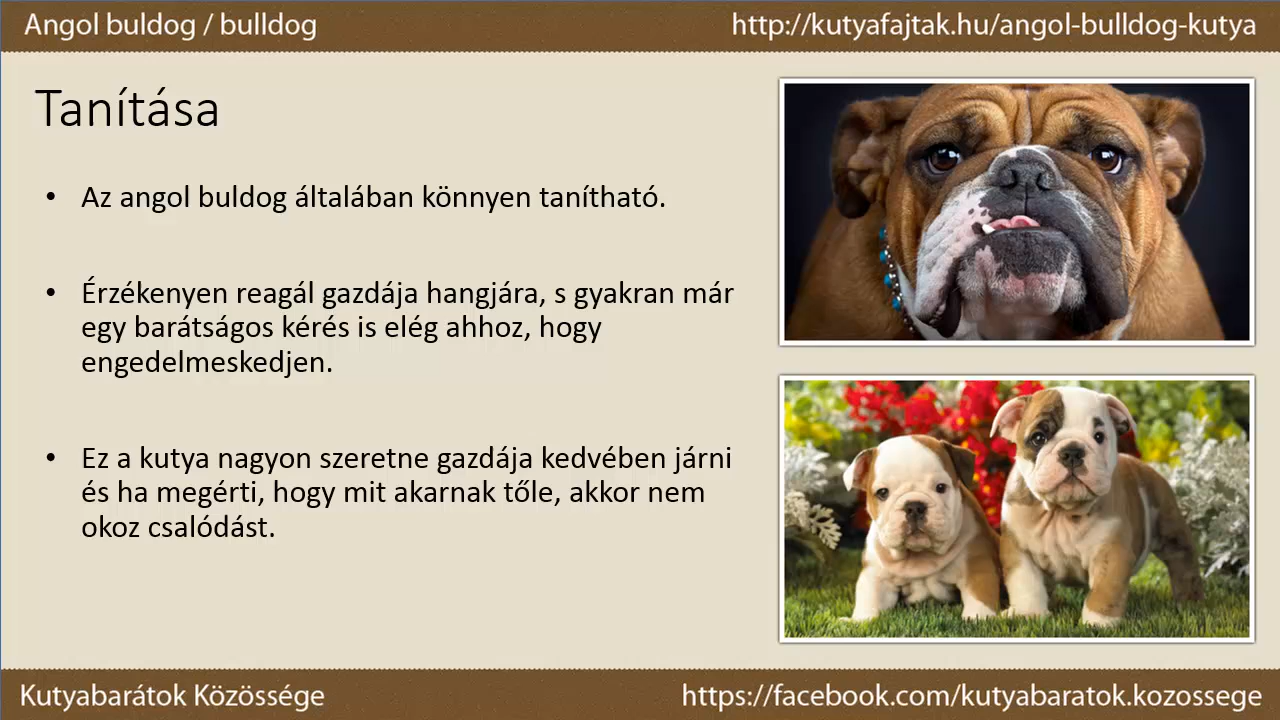 Angol buldog / bulldog
http://kutyafajtak.hu/angol-bulldog-kutya
Tanítása
• Az angol buldog általában könnyen tanítható.
• Érzékenyen reagál gazdája hangjára, s gyakran már
egy barátságos kérés is elég ahhoz, hogy
engedelmeskedjen.
• Ez a kutya nagyon szeretne gazdája kedvében járni
és ha megérti, hogy mit akarnak tőle, akkor nem
okoz csalódást.
Kutyabarátok Közössége
https://facebook.com/kutyabaratok.kozossege